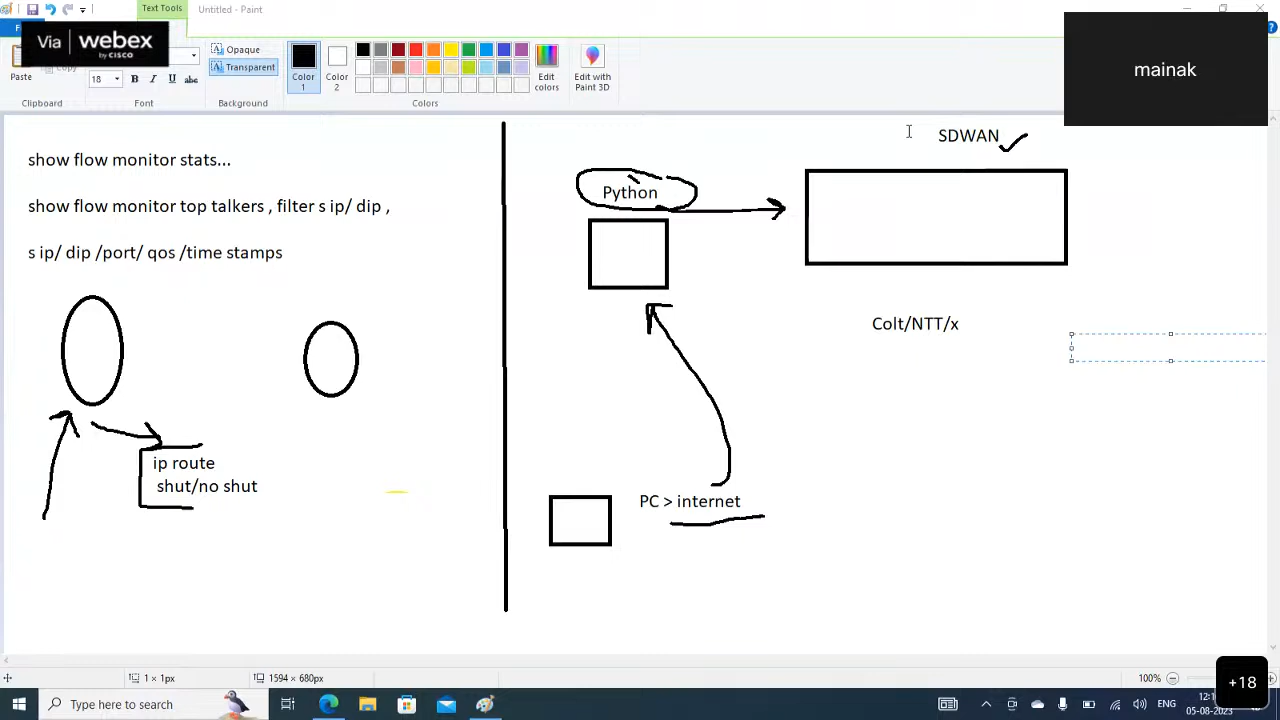 Text Tools
Untitled - Paint
Via webex
by CISCO
Paste
Copy
18
B I U abc
Opaque
Transparent
Color 1
Color 2
Edit colors
Edit with Paint 3D
Clipboard
Font
Background
Colors
mainak
show flow monitor stats...
show flow monitor top talkers , filter s ip/ dip ,
s ip/ dip /port/ qos /time stamps
ip route
shut/no shut
SDWAN
Python
Colt/NTT/x
PC > internet
1 × 1px
1594 × 680px
100%
+18
Type here to search
ENG
05-08-2023